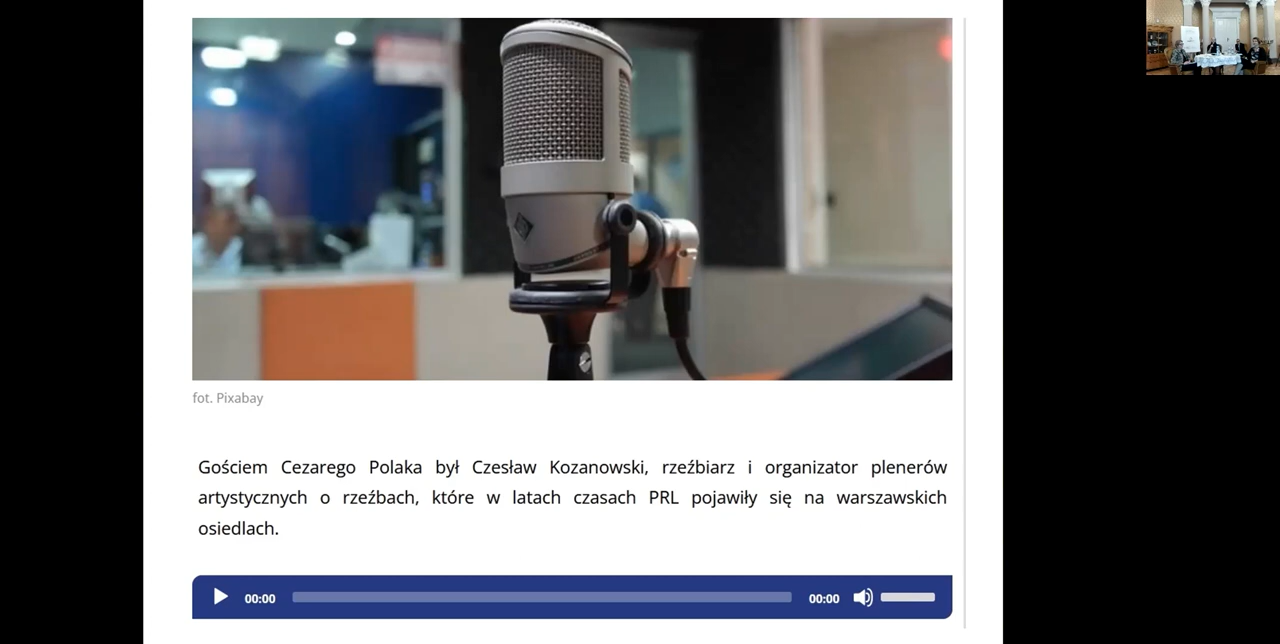 fot. Pixabay
Gościem Cezarego Polaka był Czesław Kozanowski, rzeźbiarz i organizator plenerów
artystycznych o rzeźbach, które w latach czasach PRL pojawiły się na warszawskich
osiedlach.
00:00 00:00